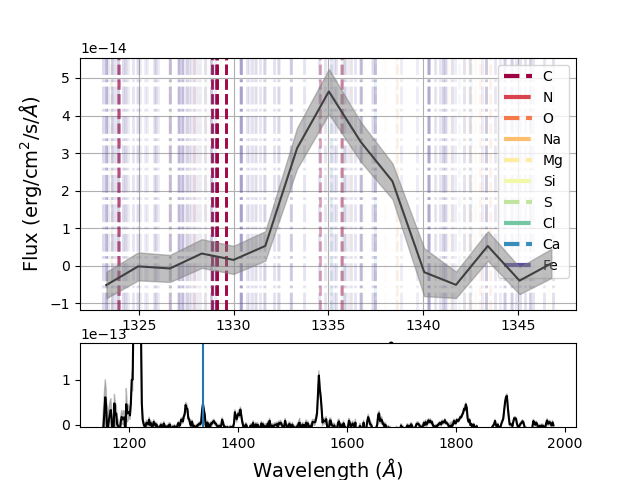 1e−14
Flux (erg/cm²/s/Å)
5
4
3
2
1
0
−1
C
N
O
Na
Mg
Si
S
Cl
Ca
Fe
1325
1330
1335
1340
1345
1e−13
1
0
1200
1400
1600
1800
2000
Wavelength (Å)